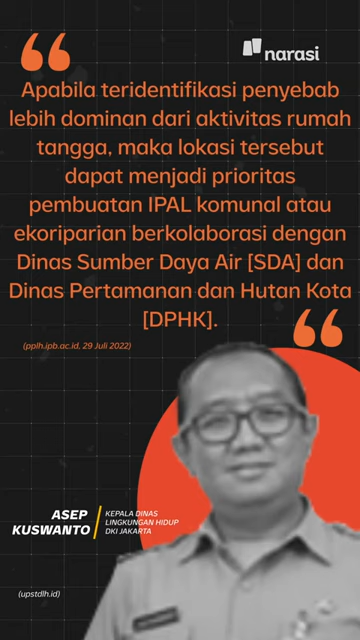 narasi
Apabila teridentifikasi penyebab
lebih dominan dari aktivitas rumah
tangga, maka lokasi tersebut
dapat menjadi prioritas
pembuatan IPAL komunal atau
ekoriparian berkolaborasi dengan
Dinas Sumber Daya Air [SDA] dan
Dinas Pertamanan dan Hutan Kota
[DPHK].
(pplh.ipb.ac.id, 29 Juli 2022)
ASEP
KUSWANTO
KEPALA DINAS
LINGKUNGAN HIDUP
DKI JAKARTA
(upstdlh.id)